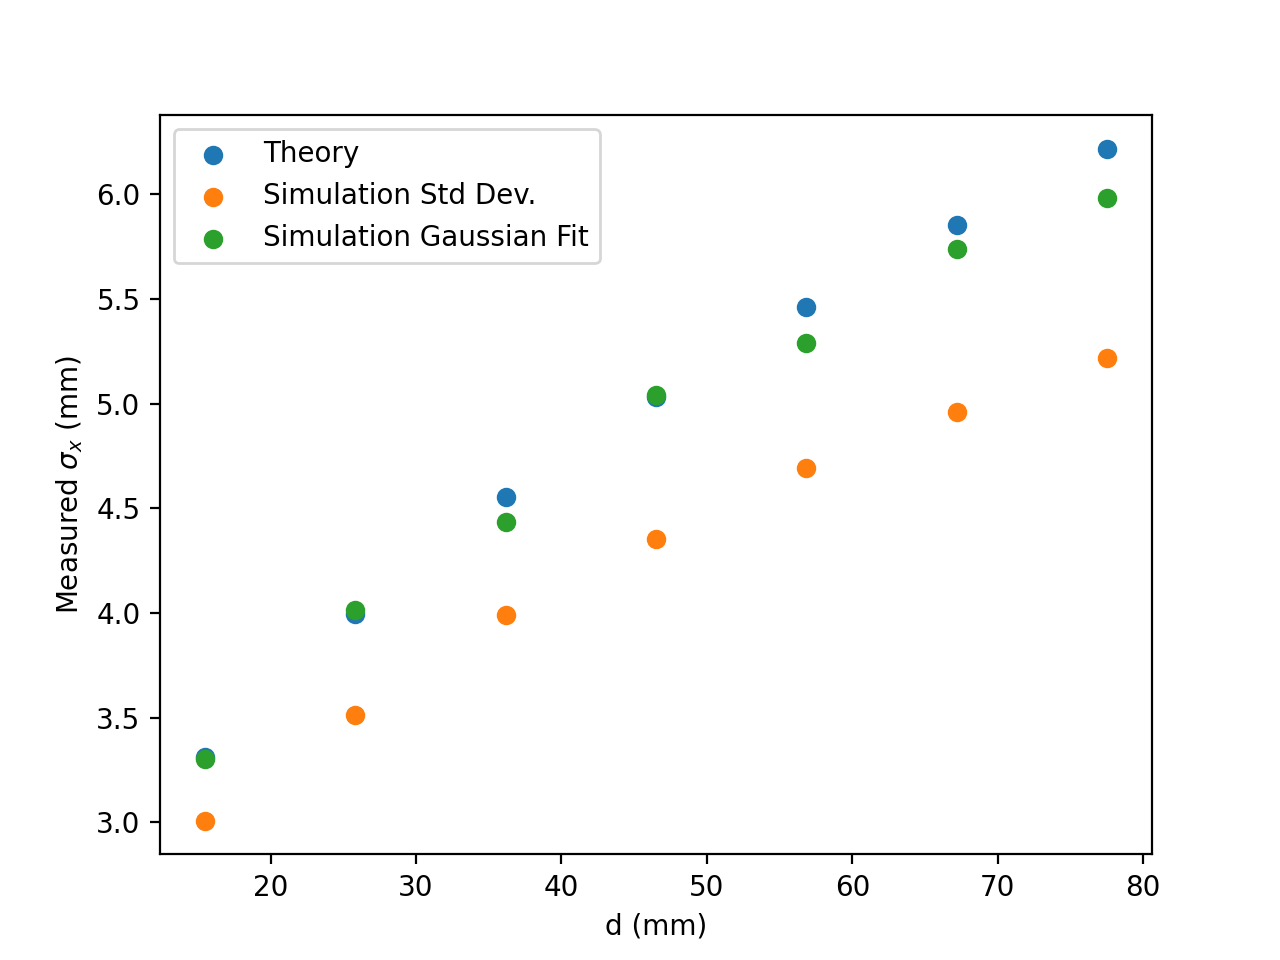 Theory
Simulation Std Dev.
Simulation Gaussian Fit
6.0
5.5
5.0
4.5
4.0
3.5
3.0
Measured σx (mm)
20 30 40 50 60 70 80
d (mm)